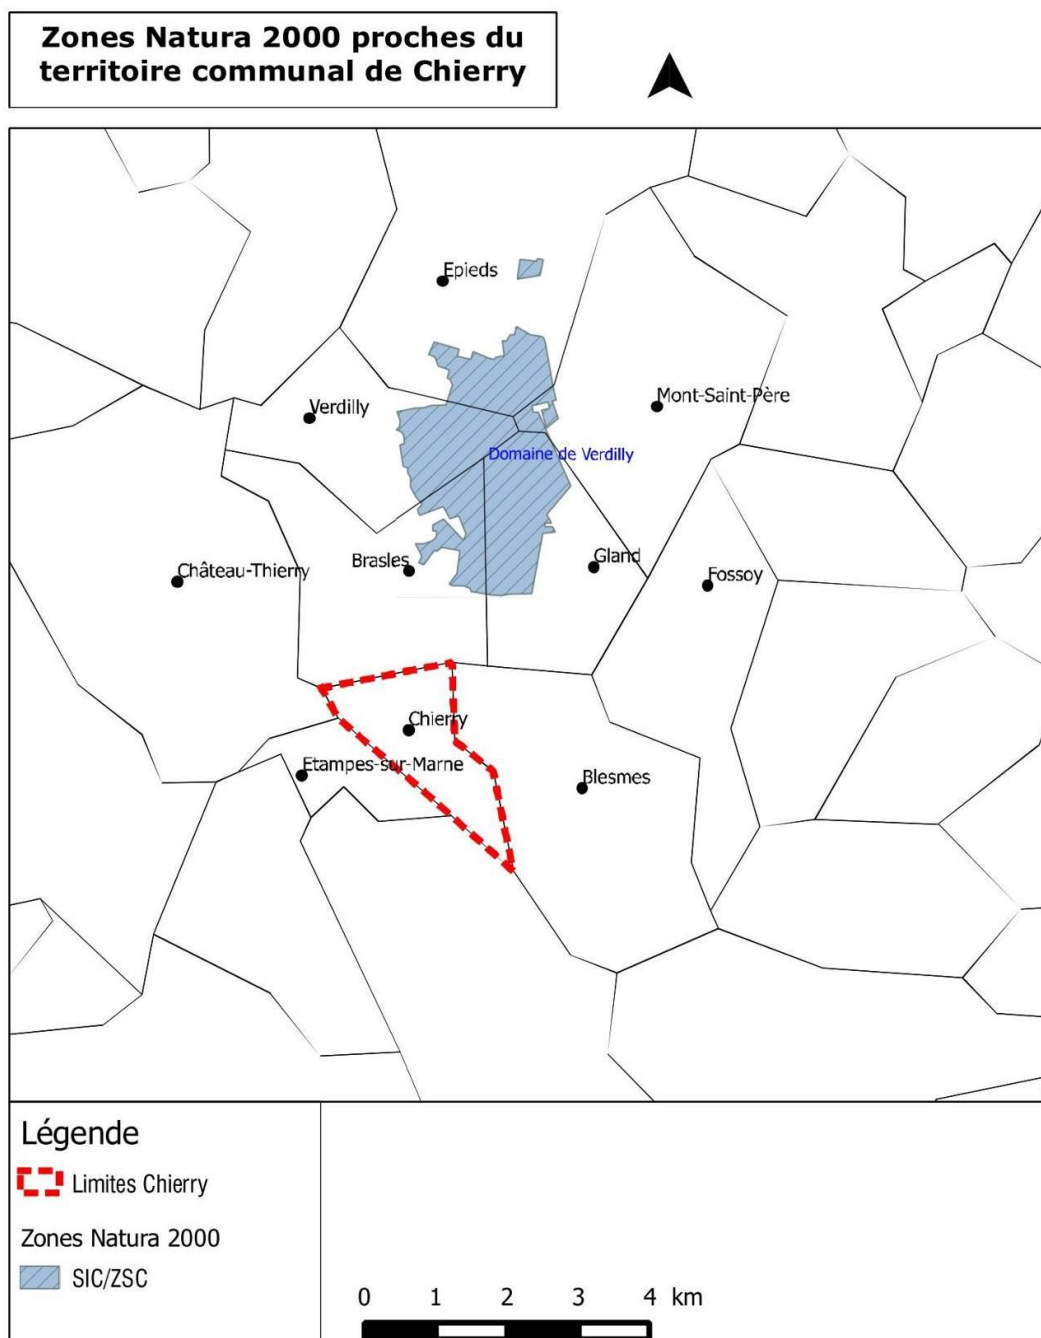 Zones Natura 2000 proches du
territoire communal de Chierry
Epieds
Mont-Saint-Père
Verdilly
Domaine de Verdilly
Brasles
Gland
Château-Thierry
Fossoy
Chierry
Etampes-sur-Marne
Blesmes
Légende
Limites Chierry
Zones Natura 2000
SIC/ZSC
0 1 2 3 4 km